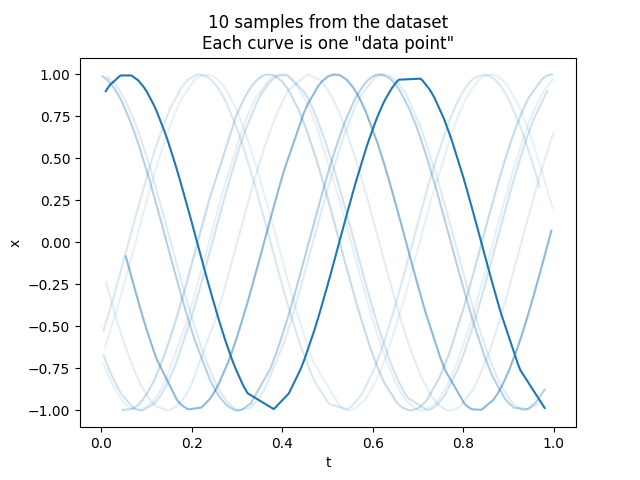 10 samples from the dataset
Each curve is one "data point"
1.00
0.75
0.50
0.25
0.00
−0.25
−0.50
−0.75
−1.00
x
0.0 0.2 0.4 0.6 0.8 1.0
t